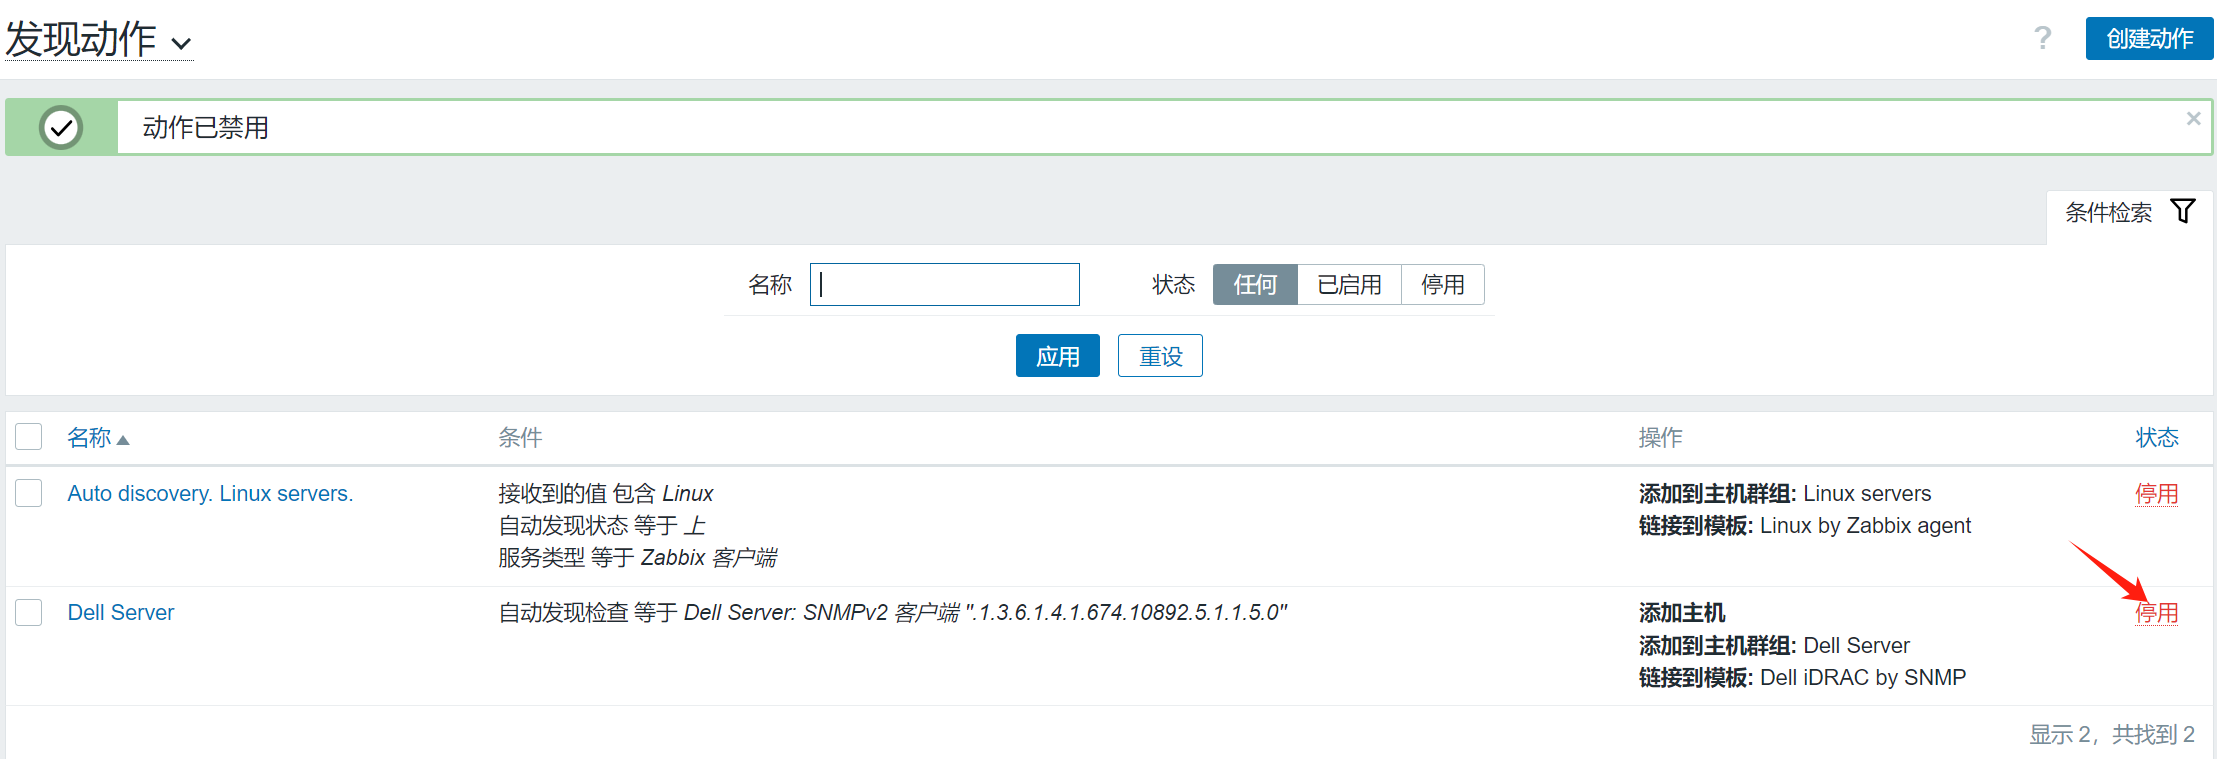 发现动作
?
创建动作
动作已禁用
条件检索
名称 状态 任何 已启用 停用
应用 重设
名称 条件 操作 状态
Auto discovery. Linux servers.
接收到的值 包含 Linux
自动发现状态 等于 上
服务类型 等于 Zabbix 客户端
添加到主机群组: Linux servers
链接到模板: Linux by Zabbix agent
停用
Dell Server
自动发现检查 等于 Dell Server: SNMPv2 客户端 ".1.3.6.1.4.1.674.10892.5.1.1.5.0"
添加主机
添加到主机群组: Dell Server
链接到模板: Dell iDRAC by SNMP
停用
显示 2，共找到 2